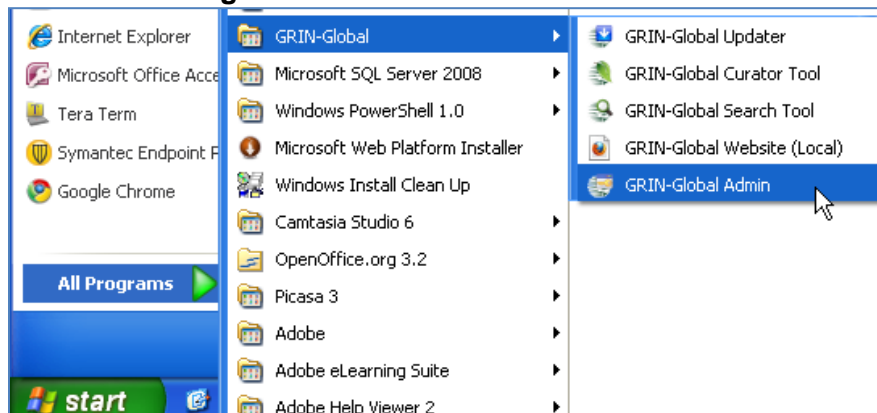 Internet Explorer
Microsoft Office Acce
Tera Term
Symantec Endpoint P
Google Chrome
All Programs
start
GRIN-Global
Microsoft SQL Server 2008
Windows PowerShell 1.0
Microsoft Web Platform Installer
Windows Install Clean Up
Camtasia Studio 6
OpenOffice.org 3.2
Picasa 3
Adobe
Adobe eLearning Suite
Adobe Help Viewer 2
GRIN-Global Updater
GRIN-Global Curator Tool
GRIN-Global Search Tool
GRIN-Global Website (Local)
GRIN-Global Admin